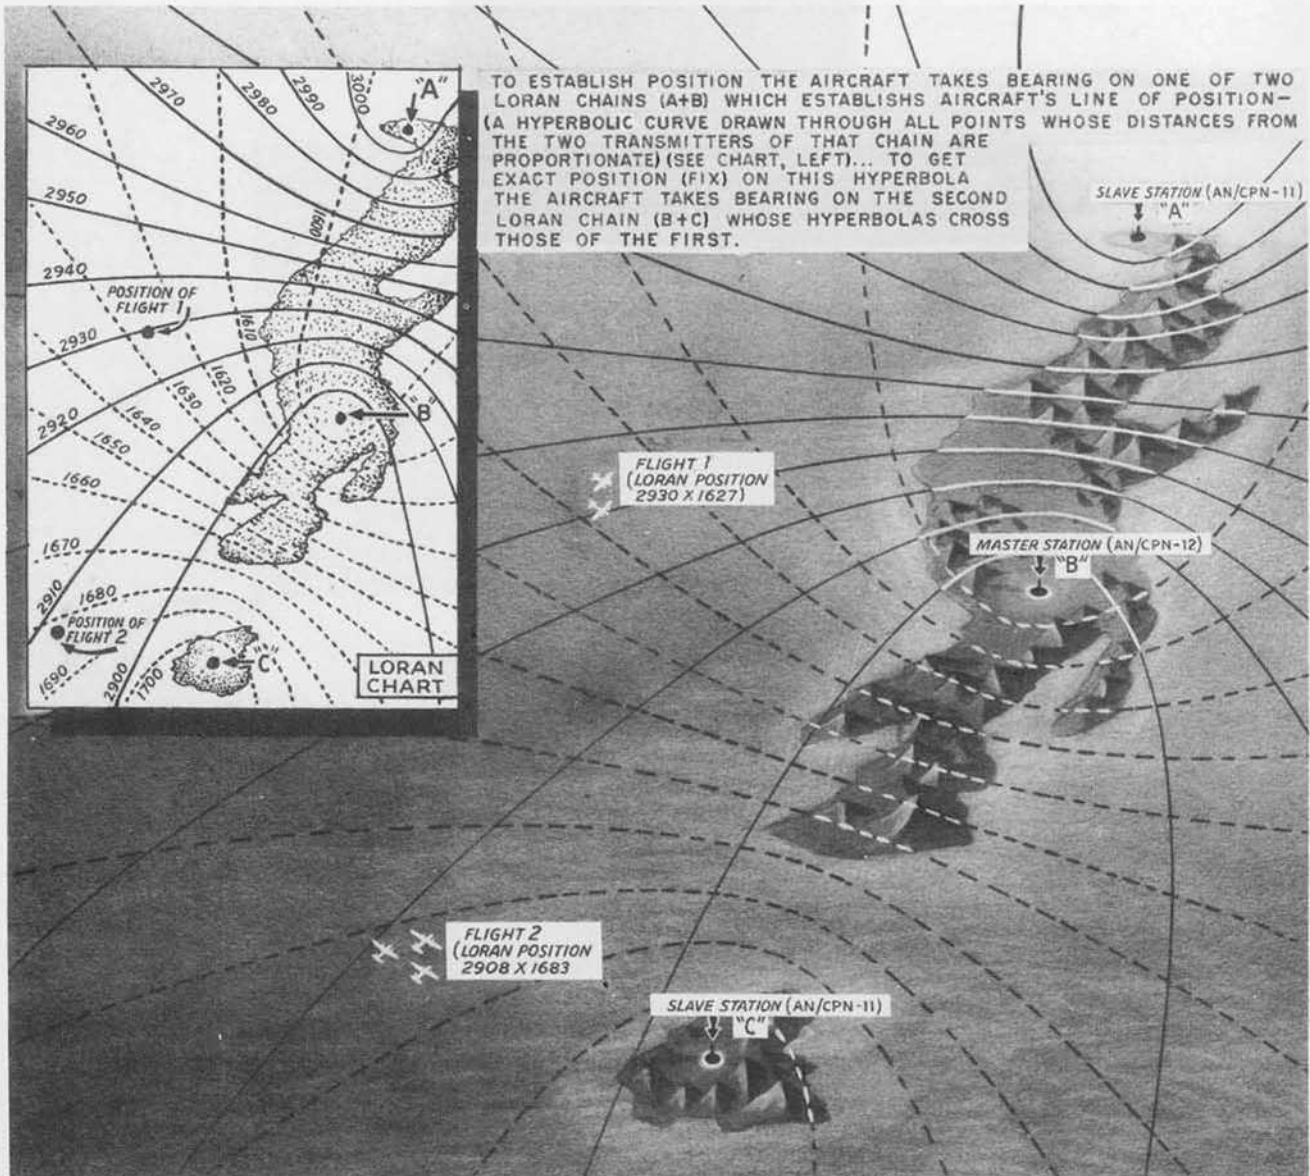 TO ESTABLISH POSITION THE AIRCRAFT TAKES BEARING ON ONE OF TWO
LORAN CHAINS (A+B) WHICH ESTABLISHS AIRCRAFT'S LINE OF POSITION—
(A HYPERBOLIC CURVE DRAWN THROUGH ALL POINTS WHOSE DISTANCES FROM
THE TWO TRANSMITTERS OF THAT CHAIN ARE
PROPORTIONATE) (SEE CHART, LEFT)... TO GET
EXACT POSITION (FIX) ON THIS HYPERBOLA
THE AIRCRAFT TAKES BEARING ON THE SECOND
LORAN CHAIN (B+C) WHOSE HYPERBOLAS CROSS
THOSE OF THE FIRST.
2970
2980
2990
3000
"A"
2960
2950
1600
2940
POSITION OF
FLIGHT 1
1610
2930
1620
1630
2920
1640
"B"
1650
1660
1670
2910
1680
POSITION OF
FLIGHT 2
"C"
1690
2900
1700
LORAN
CHART
SLAVE STATION (AN/CPN-11)
"A"
FLIGHT 1
(LORAN POSITION
2930 X 1627)
MASTER STATION (AN/CPN-12)
"B"
FLIGHT 2
(LORAN POSITION
2908 X 1683
SLAVE STATION (AN/CPN-11)
"C"